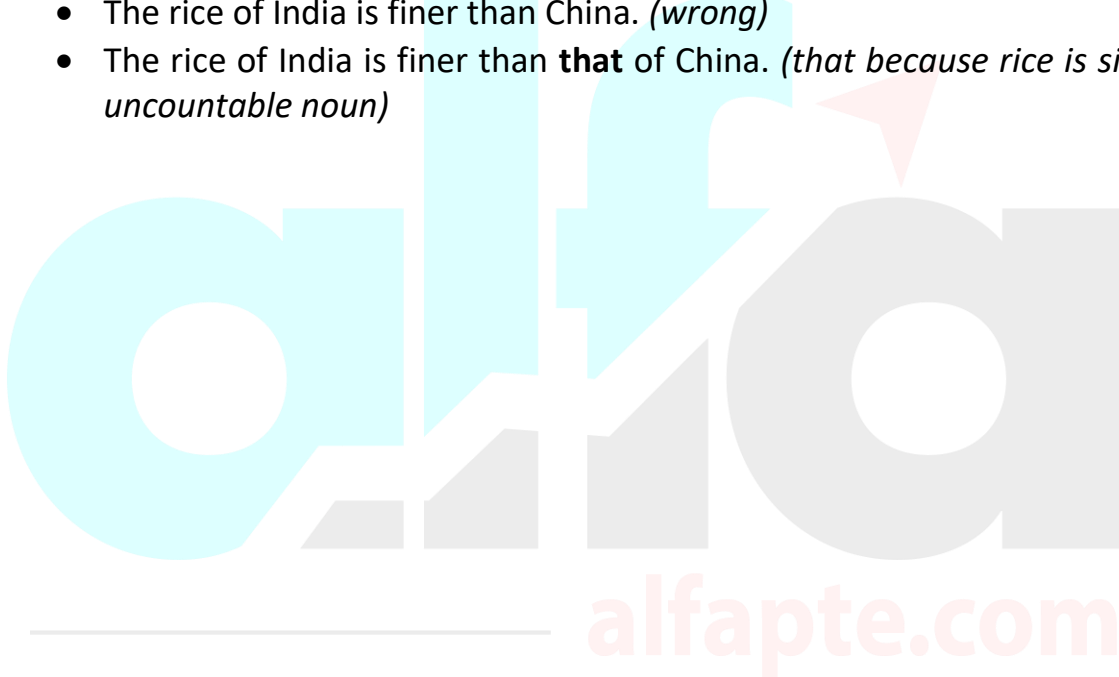 • The rice of India is finer than China. (wrong)
• The rice of India is finer than that of China. (that because rice is
uncountable noun)
alfa
alfapte.com